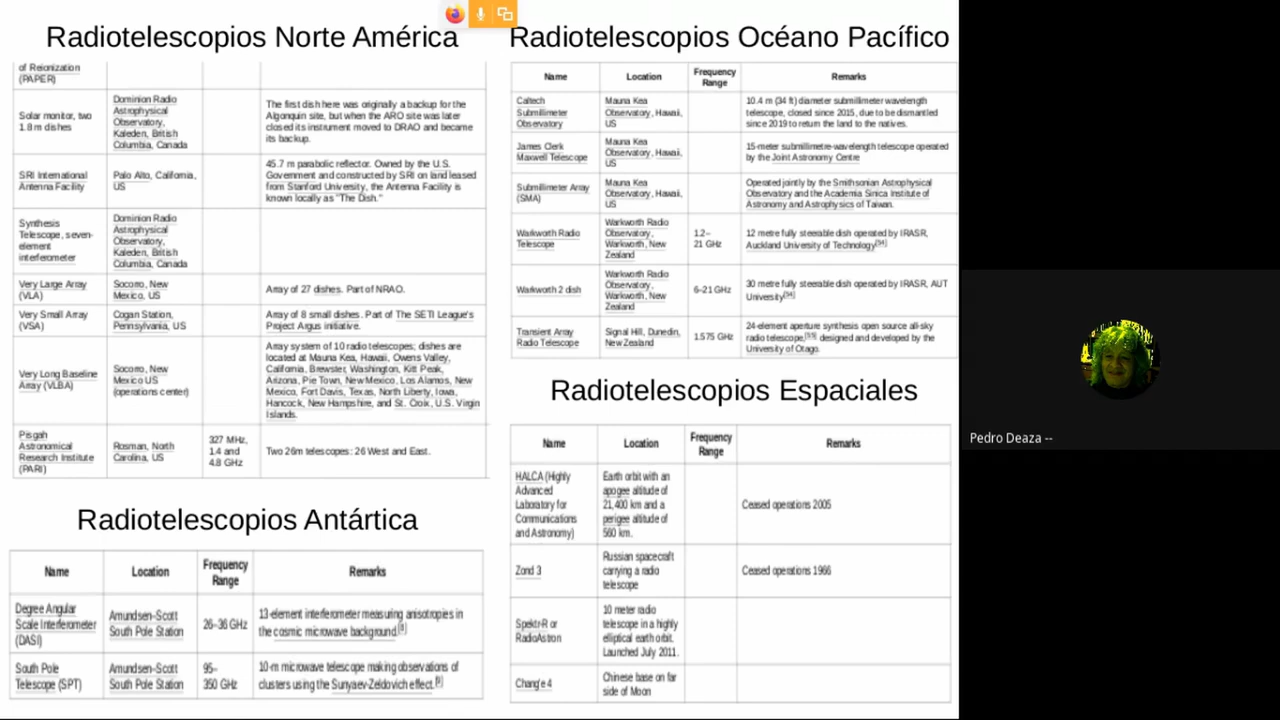 Radiotelescopios Norte América
of Reionization
(PAPER)
Solar monitor, two
1.8 m dishes
Dominion Radio
Astrophysical
Observatory,
Kaleden, British
Columbia, Canada
The first dish here was originally a backup for the
Algonquin site, but when the ARO site was later
closed its instrument moved to DRAO and became
its backup.
SRI International
Antenna Facility
Palo Alto, California,
US
45.7 m parabolic reflector. Owned by the U.S.
Government and constructed by SRI on land leased
from Stanford University, the Antenna Facility is
known locally as "The Dish."
Synthesis
Telescope, seven-
element
interferometer
Dominion Radio
Astrophysical
Observatory,
Kaleden, British
Columbia, Canada
Very Large Array
(VLA)
Socorro, New
Mexico, US
Array of 27 dishes. Part of NRAO.
Very Small Array
(VSA)
Cogan Station,
Pennsylvania, US
Array of 8 small dishes. Part of The SETI League's
Project Argus initiative.
Very Long Baseline
Array (VLBA)
Socorro, New
Mexico US
(operations center)
Array system of 10 radio telescopes; dishes are
located at Mauna Kea, Hawaii, Owens Valley,
California, Brewster, Washington, Kitt Peak,
Arizona, Pie Town, New Mexico, Los Alamos, New
Mexico, Fort Davis, Texas, North Liberty, Iowa,
Hancock, New Hampshire, and St. Croix, U.S. Virgin
Islands.
Pisgah
Astronomical
Research Institute
(PARI)
Rosman, North
Carolina, US
327 MHz,
1.4 and
4.8 GHz
Two 26m telescopes: 26 West and East.
Radiotelescopios Antártica
Name Location Frequency Range Remarks
Degree Angular
Scale Interferometer
(DASI)
Amundsen–Scott
South Pole Station
26–36 GHz
13-element interferometer measuring anisotropies in
the cosmic microwave background.[8]
South Pole
Telescope (SPT)
Amundsen–Scott
South Pole Station
95–
350 GHz
10-m microwave telescope making observations of
clusters using the Sunyaev-Zeldovich effect.[9]
Radiotelescopios Océano Pacífico
Name Location Frequency Range Remarks
Caltech
Submillimeter
Observatory
Mauna Kea
Observatory, Hawaii,
US
10.4 m (34 ft) diameter submillimeter wavelength
telescope, closed since 2015, due to be dismantled
since 2019 to return the land to the natives.
James Clerk
Maxwell Telescope
Mauna Kea
Observatory, Hawaii,
US
15-meter submillimetre-wavelength telescope operated
by the Joint Astronomy Centre
Submillimeter Array
(SMA)
Mauna Kea
Observatory, Hawaii,
US
Operated jointly by the Smithsonian Astrophysical
Observatory and the Academia Sinica Institute of
Astronomy and Astrophysics of Taiwan.
Warkworth Radio
Telescope
Warkworth Radio
Observatory,
Warkworth, New
Zealand
1.2–
21 GHz
12 metre fully steerable dish operated by IRASR,
Auckland University of Technology[94]
Warkworth 2 dish
Warkworth Radio
Observatory,
Warkworth, New
Zealand
6–21 GHz
30 metre fully steerable dish operated by IRASR, AUT
University[94]
Transient Array
Radio Telescope
Signal Hill, Dunedin,
New Zealand
1.575 GHz
24-element aperture synthesis open source all-sky
radio telescope, designed and developed by the
University of Otago.
Radiotelescopios Espaciales
Name Location Frequency Range Remarks
HALCA (Highly
Advanced
Laboratory for
Communications
and Astronomy)
Earth orbit with an
apogee altitude of
21,400 km and a
perigee altitude of
560 km.
Ceased operations 2005
Zond 3
Russian spacecraft
carrying a radio
telescope
Ceased operations 1966
Spektr-R or
RadioAstron
10 meter radio
telescope in a highly
elliptical earth orbit.
Launched July 2011.
Chang'e 4
Chinese base on far
side of Moon
Pedro Deaza --